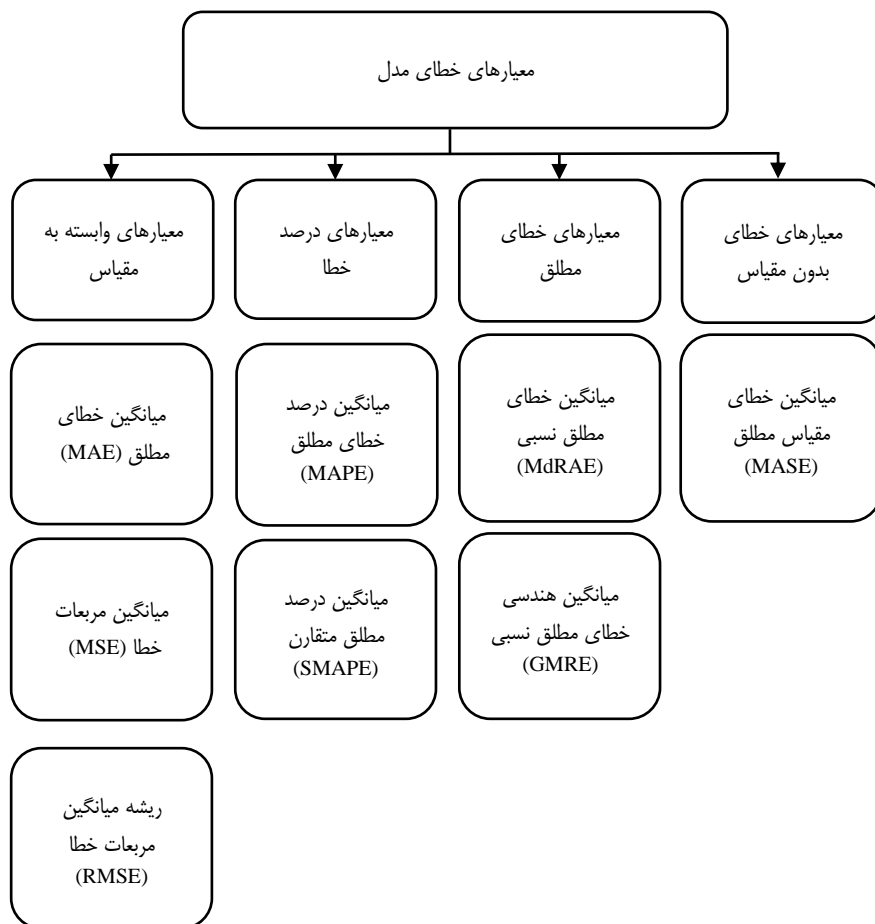 معیارهای خطای مدل
معیارهای خطای
بدون مقیاس
معیارهای خطای
مطلق
معیارهای درصد
خطا
معیارهای وابسته به
مقیاس
میانگین خطای
مقیاس مطلق
(MASE)
میانگین خطای
مطلق نسبی
(MdRAE)
میانگین درصد
خطای مطلق
(MAPE)
میانگین خطای
مطلق (MAE)
میانگین هندسی
خطای مطلق نسبی
(GMRE)
میانگین درصد
مطلق متقارن
(SMAPE)
میانگین مربعات
خطا (MSE)
ریشه میانگین
مربعات خطا
(RMSE)